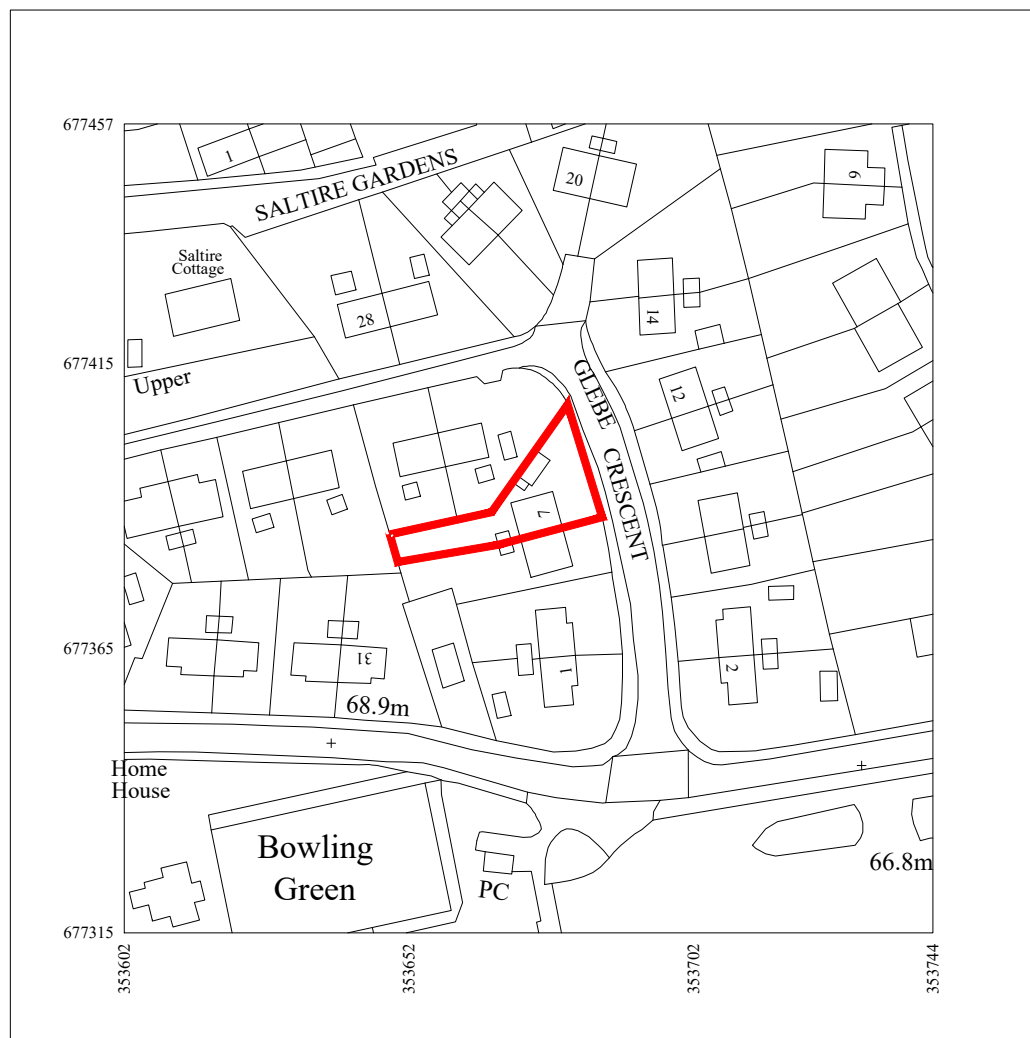 677457
1
SALTIRE GARDENS
20
9
Saltire
Cottage
28
14
677415
Upper
GLEBE CRESCENT
12
7
677365
31
1
2
68.9m
Home
House
Bowling
Green
PC
66.8m
677315
353602
353652
353702
353744